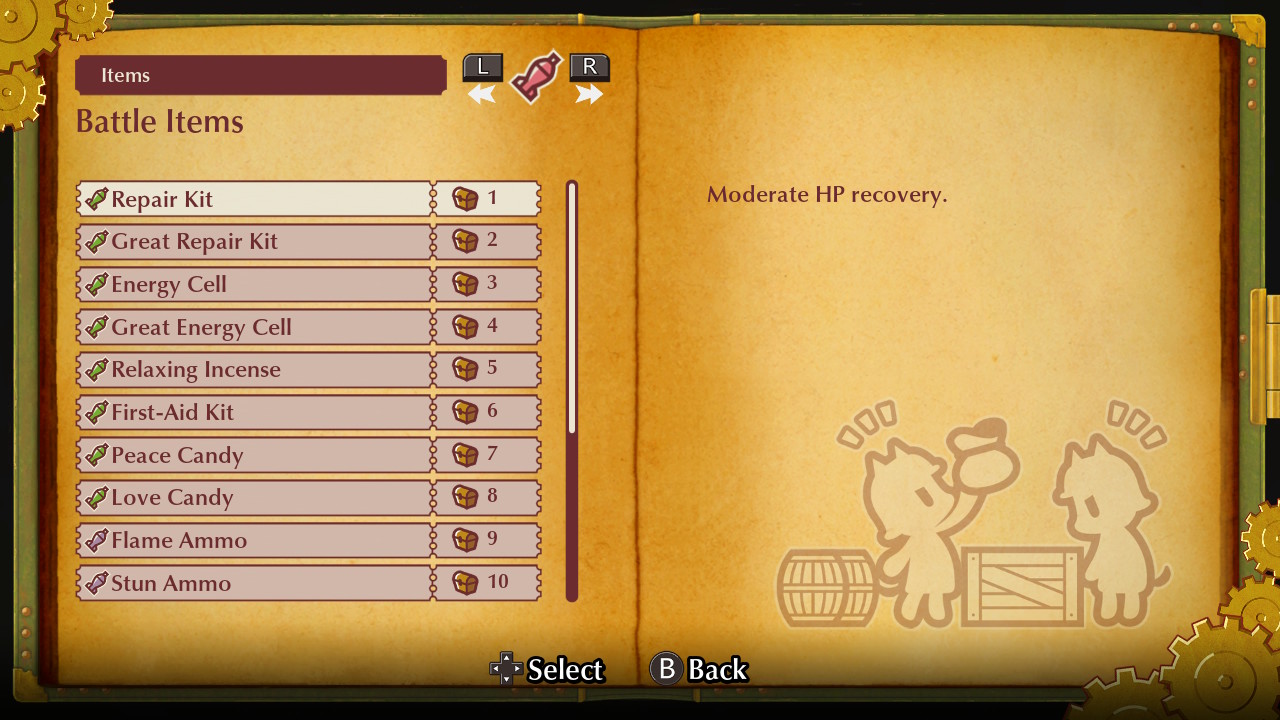 Items
L
R
Battle Items
Repair Kit 1
Great Repair Kit 2
Energy Cell 3
Great Energy Cell 4
Relaxing Incense 5
First-Aid Kit 6
Peace Candy 7
Love Candy 8
Flame Ammo 9
Stun Ammo 10
Moderate HP recovery.
Select B Back